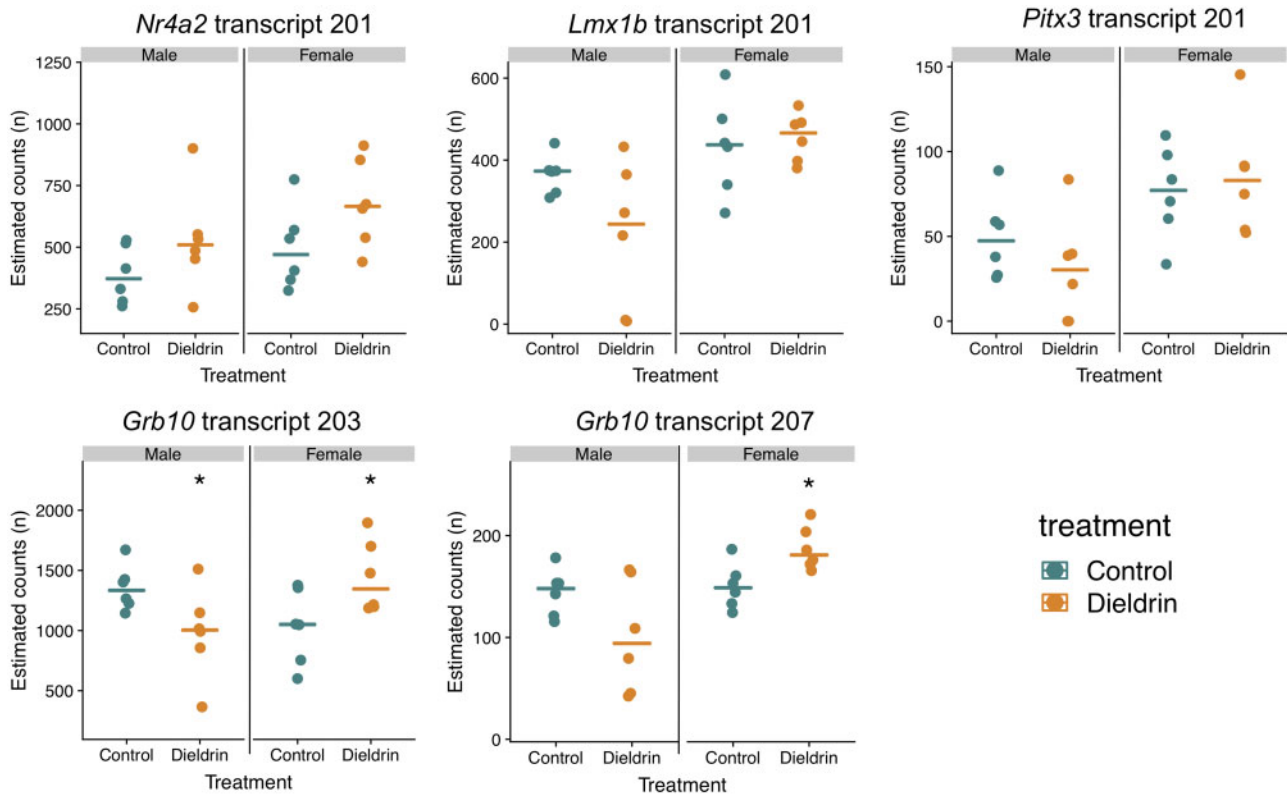 Nr4a2 transcript 201
Male Female
1250
1000
750
500
250
Estimated counts (n)
Control Dieldrin Control Dieldrin
Treatment
Lmx1b transcript 201
Male Female
600
400
200
0
Estimated counts (n)
Control Dieldrin Control Dieldrin
Treatment
Pitx3 transcript 201
Male Female
150
100
50
0
Estimated counts (n)
Control Dieldrin Control Dieldrin
Treatment
Grb10 transcript 203
Male Female
* *
2000
1500
1000
500
Estimated counts (n)
Control Dieldrin Control Dieldrin
Treatment
Grb10 transcript 207
Male Female
*
200
100
0
Estimated counts (n)
Control Dieldrin Control Dieldrin
Treatment
treatment
Control
Dieldrin